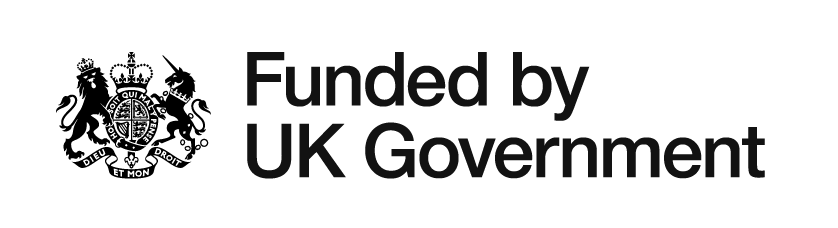 Funded by
UK Government
DIEU ET MON DROIT